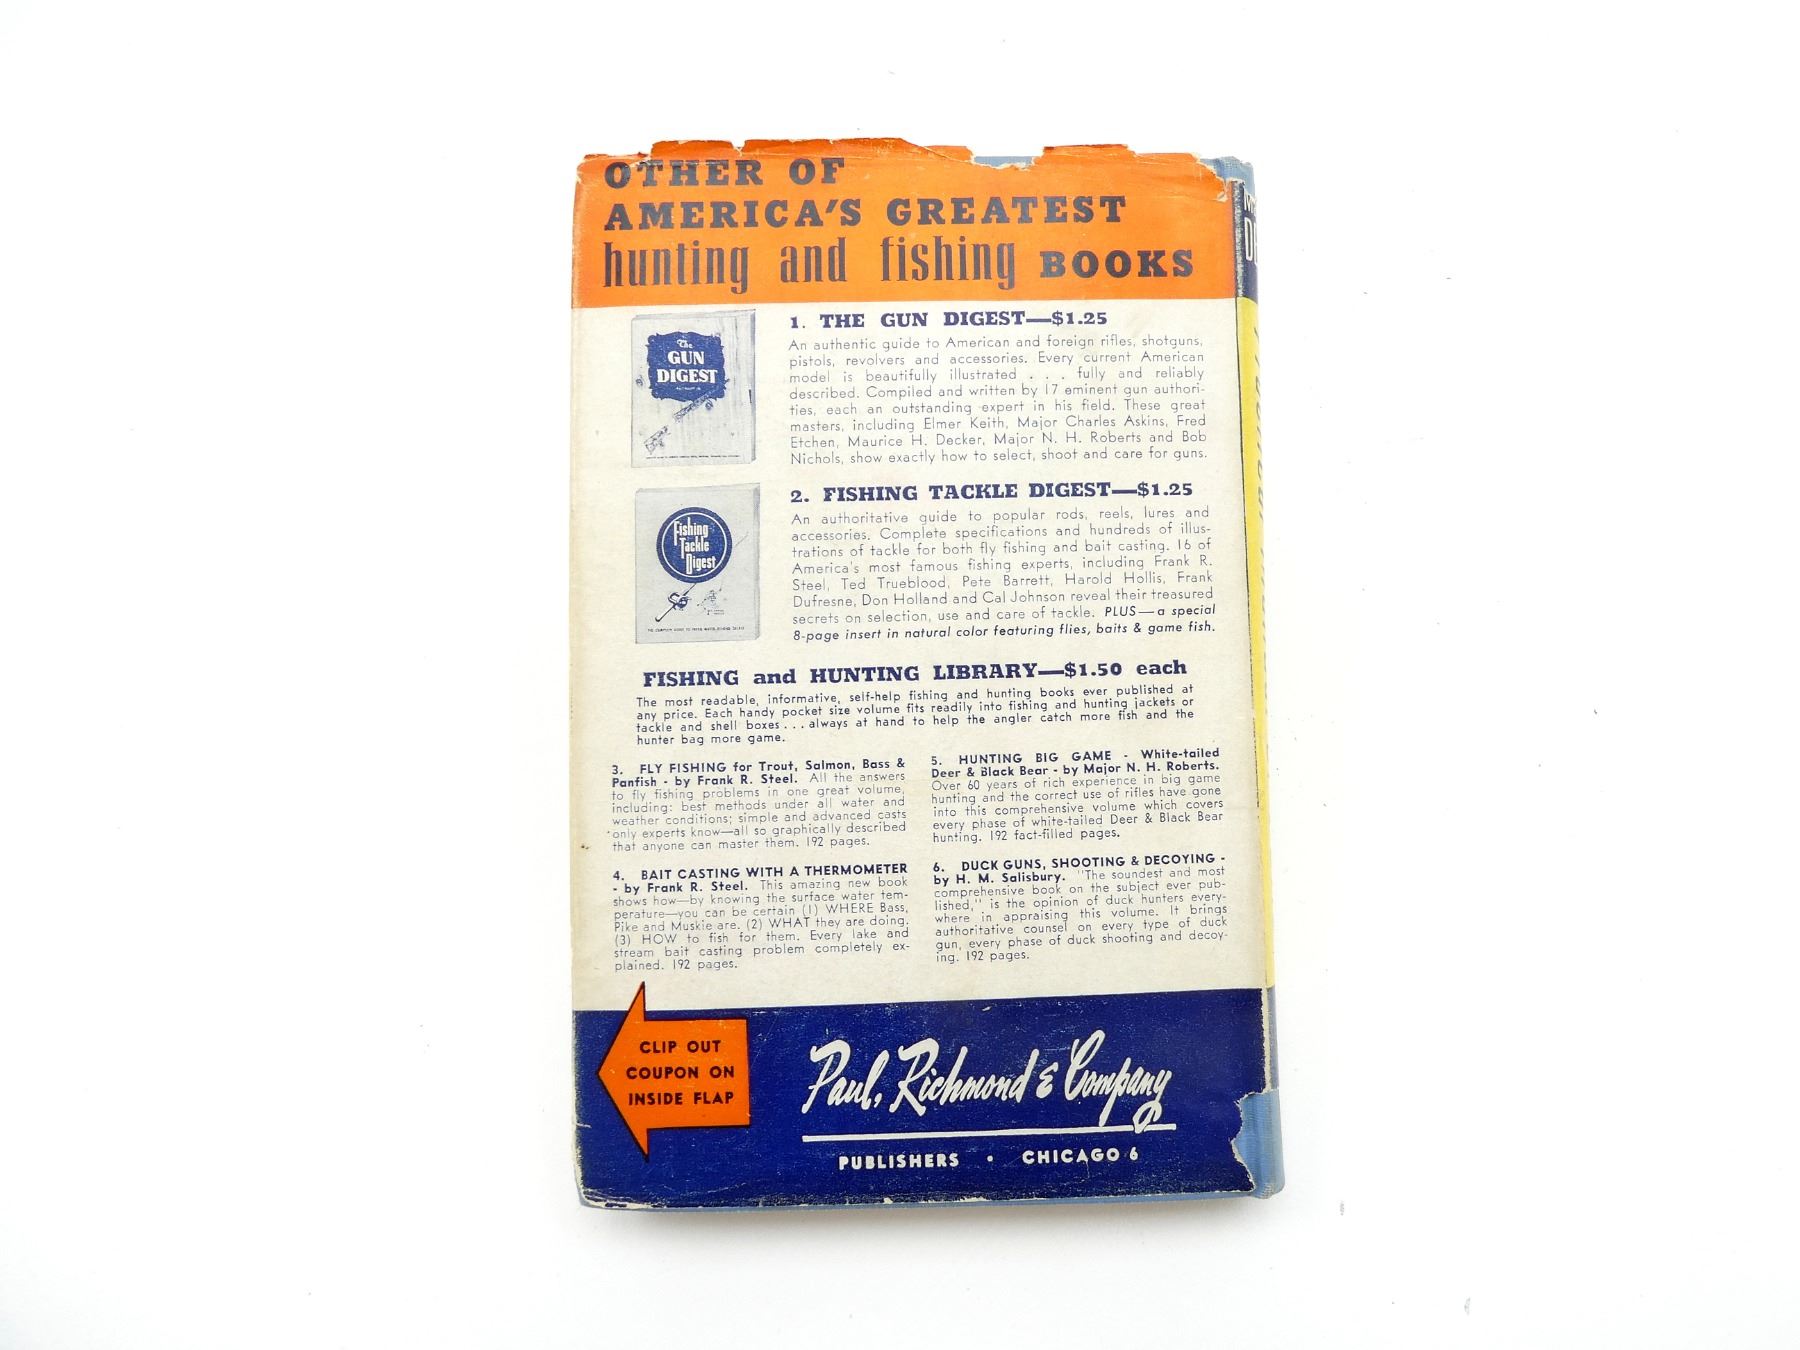 OTHER OF
AMERICA'S GREATEST
hunting and fishing BOOKS
The
GUN
DIGEST
1. THE GUN DIGEST—$1.25
An authentic guide to American and foreign rifles, shotguns,
pistols, revolvers and accessories. Every current American
model is beautifully illustrated . . . fully and reliably
described. Compiled and written by 17 eminent gun authori-
ties, each an outstanding expert in his field. These great
masters, including Elmer Keith, Major Charles Askins, Fred
Etchen, Maurice H. Decker, Major N. H. Roberts and Bob
Nichols, show exactly how to select, shoot and care for guns.
Fishing
Tackle
Digest
2. FISHING TACKLE DIGEST—$1.25
An authoritative guide to popular rods, reels, lures and
accessories. Complete specifications and hundreds of illus-
trations of tackle for both fly fishing and bait casting. 16 of
America's most famous fishing experts, including Frank R.
Steel, Ted Trueblood, Pete Barrett, Harold Hollis, Frank
Dufresne, Don Holland and Cal Johnson reveal their treasured
secrets on selection, use and care of tackle. PLUS—a special
8-page insert in natural color featuring flies, baits & game fish.
FISHING and HUNTING LIBRARY—$1.50 each
The most readable, informative, self-help fishing and hunting books ever published at
any price. Each handy pocket size volume fits readily into fishing and hunting jackets or
tackle and shell boxes . . . always at hand to help the angler catch more fish and the
hunter bag more game.
3. FLY FISHING for Trout, Salmon, Bass &
Panfish - by Frank R. Steel. All the answers
to fly fishing problems in one great volume,
including: best methods under all water and
weather conditions; simple and advanced casts
only experts know—all so graphically described
that anyone can master them. 192 pages.
4. BAIT CASTING WITH A THERMOMETER
- by Frank R. Steel. This amazing new book
shows how—by knowing the surface water tem-
perature—you can be certain (1) WHERE Bass,
Pike and Muskie are. (2) WHAT they are doing.
(3) HOW to fish for them. Every lake and
stream bait casting problem completely ex-
plained. 192 pages.
5. HUNTING BIG GAME - White-tailed
Deer & Black Bear - by Major N. H. Roberts.
Over 60 years of rich experience in big game
hunting and the correct use of rifles have gone
into this comprehensive volume which covers
every phase of white-tailed Deer & Black Bear
hunting. 192 fact-filled pages.
6. DUCK GUNS, SHOOTING & DECOYING -
by H. M. Salisbury. "The soundest and most
comprehensive book on the subject ever pub-
lished," is the opinion of duck hunters every-
where in appraising this volume. It brings
authoritative counsel on every type of duck
gun, every phase of duck shooting and decoy-
ing. 192 pages.
CLIP OUT
COUPON ON
INSIDE FLAP
Paul, Richmond & Company
PUBLISHERS • CHICAGO 6